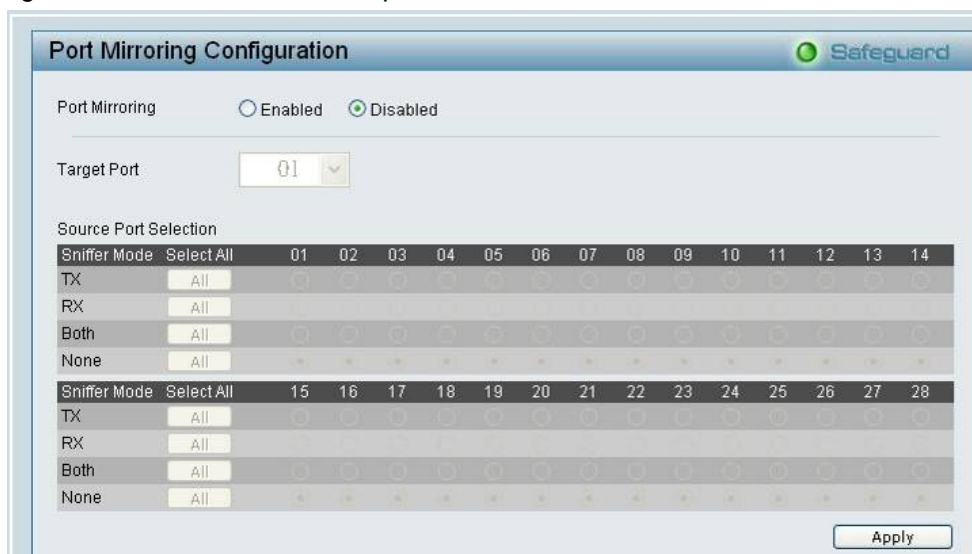 Port Mirroring Configuration Safeguard
Port Mirroring Enabled Disabled
Target Port 01
Source Port Selection
Sniffer Mode Select All 01 02 03 04 05 06 07 08 09 10 11 12 13 14
TX All
RX All
Both All
None All
Sniffer Mode Select All 15 16 17 18 19 20 21 22 23 24 25 26 27 28
TX All
RX All
Both All
None All
Apply